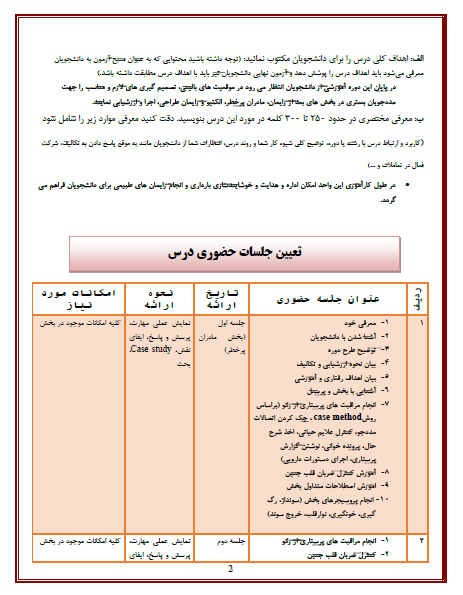 الف: اهداف کلی درس را برای دانشجویان مکتوب نمائید: (توجه داشته باشید محتوایی که به عنوان منبع آزمون به دانشجویان
معرفی می‌شود باید اهداف درس را پوشش دهد و آزمون نهایی دانشجویان نیز باید با اهداف درس مطابقت داشته باشد.)
در پایان این دوره آموزشی از دانشجویان انتظار می رود در موقعیت های بالینی، تصمیم گیری های لازم و مناسب را جهت
مددجویان بستری در بخش های بعد از زایمان، مادران پرخطر، الکتیو و زایمان طراحی، اجرا و ارزشیابی نمایند.
ب: معرفی مختصری در حدود ۲۵۰ تا ۳۰۰ کلمه در مورد این درس بنویسید. دقت کنید معرفی موارد زیر را شامل شود
(کاربرد و ارتباط درس با رشته یا دوره، توضیح کلی شیوه کار شما و روند درس، انتظارات شما از دانشجویان مانند به موقع پاسخ دادن به تکالیف، شرکت
فعال در تعاملات و ...)
• در طول کارآموزی این واحد امکان اداره و هدایت و خوشایندسازی بارداری و انجام زایمان های طبیعی برای دانشجویان فراهم می
گردد.
تعیین جلسات حضوری درس
ردیف
عنوان جلسه حضوری
تاریخ
ارائه
نحوه
ارائه
امکانات مورد
نیاز
۱
۱- معرفی خود
۲- آشنا شدن با دانشجویان
۳- توضیح طرح دوره
۴- بیان نحوه ارزشیابی و تکالیف
۵- بیان اهداف رفتاری و آموزشی
۶- آشنایی با بخش و پرسنل
۷- انجام مراقبت های پرستاری از زائو (براساس
روش case method ، چک کردن اتصالات
مددجو، کنترل علایم حیاتی، اخذ شرح
حال، پرونده خوانی، نوشتن گزارش
پرستاری، اجرای دستورات دارویی)
۸- آموزش کنترل ضربان قلب جنین
۹- آموزش اصطلاحات متداول بخش
۱۰- انجام پروسیجرهای بخش (سونداژ، رگ
گیری، خونگیری، نوارقلب، خروج سوند)
جلسه اول
(بخش مادران
پرخطر)
نمایش عملی مهارت،
پرسش و پاسخ، ایفای
نقش، Case study،
بحث
کلیه امکانات موجود در بخش
۲
۱- انجام مراقبت های پرستاری از زائو
۲- کنترل ضربان قلب جنین
جلسه دوم
نمایش عملی مهارت،
پرسش و پاسخ، ایفای
کلیه امکانات موجود در بخش
2